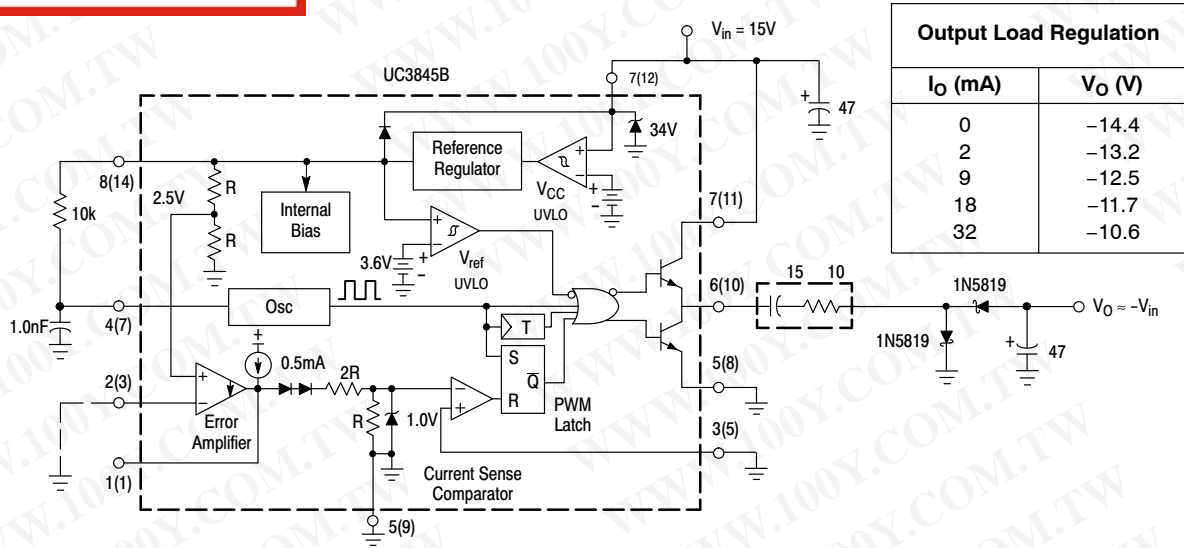 Output Load Regulation
I_O (mA) V_O (V)
0 −14.4
2 −13.2
9 −12.5
18 −11.7
32 −10.6
V_in = 15V
UC3845B
7(12)
+
47
34V
Reference
Regulator
+
−
+
−
V_CC
UVLO
8(14)
2.5V
R
Internal
Bias
R
10k
7(11)
+
−
V_ref
UVLO
3.6V
+
−
6(10)
15 10
1N5819
V_O ≈ −V_in
1N5819
+
47
Osc
4(7)
1.0nF
T
S
Q
R
PWM
Latch
5(8)
+
0.5mA
2R
2(3)
+
−
Error
Amplifier
R
1.0V
−
+
3(5)
1(1)
Current Sense
Comparator
5(9)
WWW.100Y.COM.TW